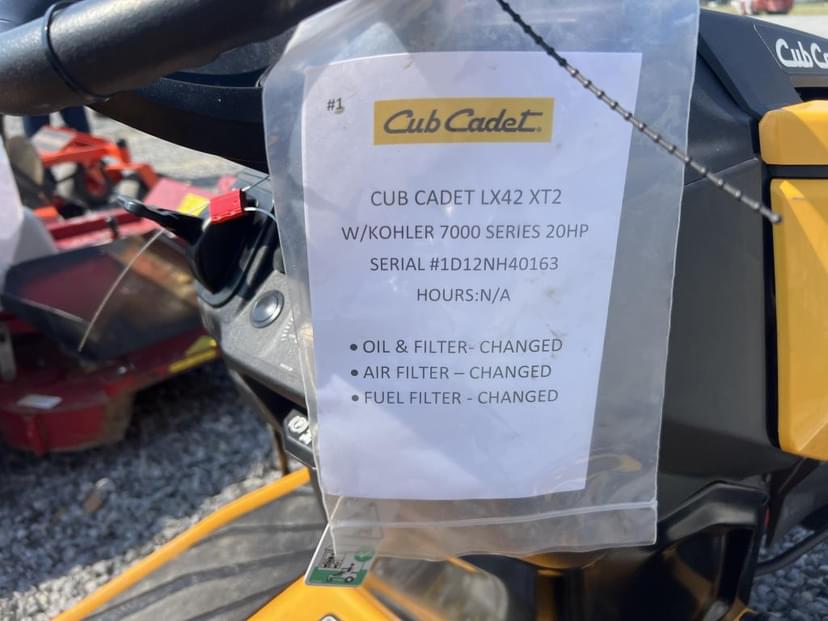 #1
Cub Cadet
CUB CADET LX42 XT2
W/KOHLER 7000 SERIES 20HP
SERIAL #1D12NH40163
HOURS:N/A
• OIL & FILTER- CHANGED
• AIR FILTER – CHANGED
• FUEL FILTER - CHANGED
Cub C